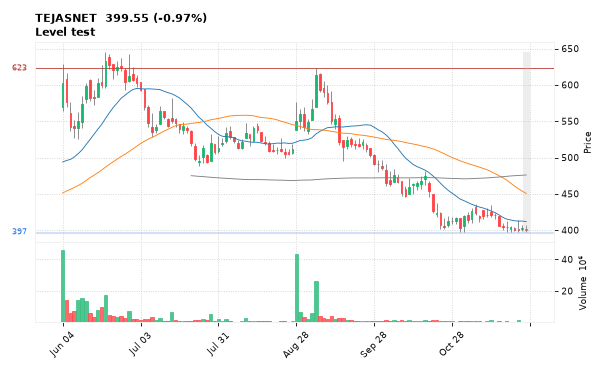 TEJASNET 399.55 (-0.97%)
Level test
650
623
600
550
500
450
400
397
Price
40
20
Volume 10⁶
Jun 04
Jul 03
Jul 31
Aug 28
Sep 28
Oct 28